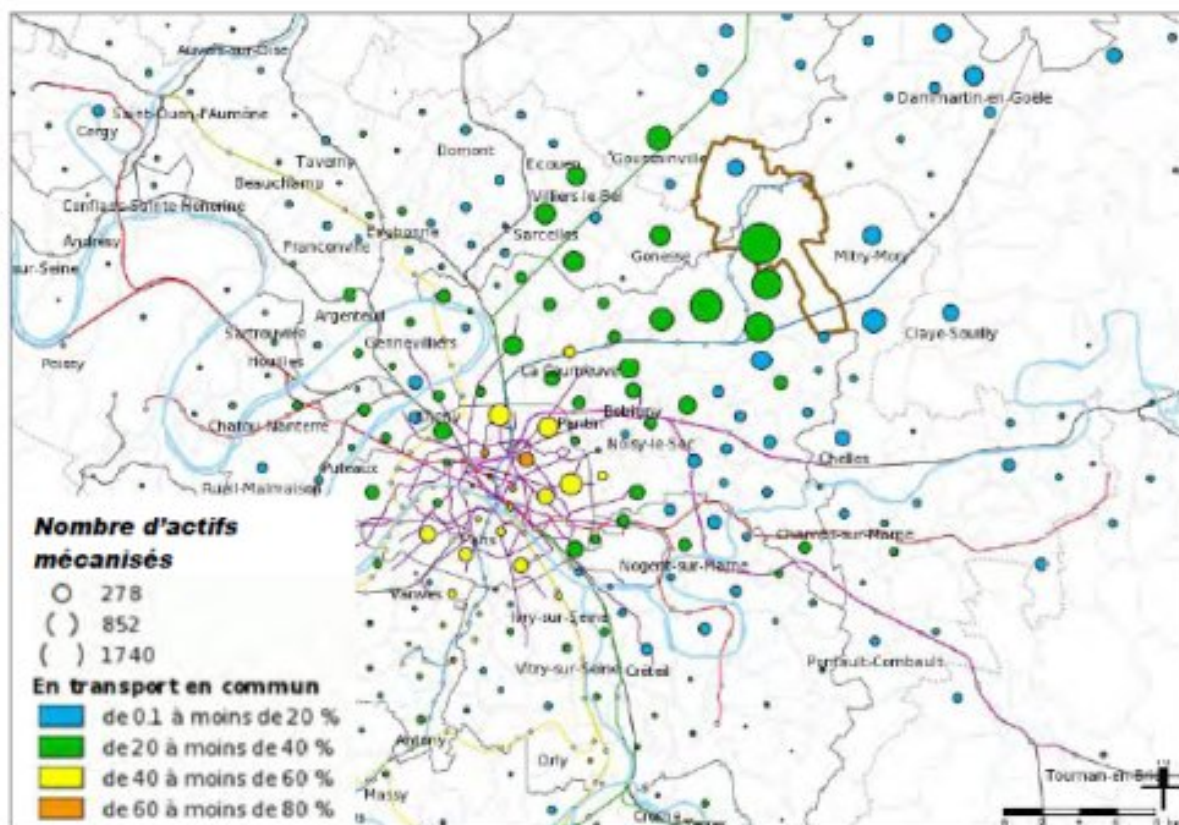 Auvers-sur-Oise
Dammartin-en-Goële
Saint-Ouen-l'Aumône
Cergy
Domont
Taverny
Ecouen
Goussainville
Beauchamp
Villiers-le-Bel
Conflans-Sainte-Honorine
Ermont
Sarcelles
Andrésy
Franconville
Gonesse
Mitry-Mory
sur-Seine
Argenteuil
Sartrouville
Gennevilliers
Claye-Souilly
Houilles
Poissy
La Courneuve
Clichy
Bobigny
Chatou
Nanterre
Pantin
Noisy-le-Sec
Puteaux
Chelles
Rueil-Malmaison
Nombre d'actifs
mécanisés
Paris
Champs-sur-Marne
Nogent-sur-Marne
278
Vanves
852
Ivry-sur-Seine
1740
Vitry-sur-Seine
Créteil
Pontault-Combault
En transport en commun
de 0.1 à moins de 20 %
de 20 à moins de 40 %
Antony
Orly
de 40 à moins de 60 %
Massy
Tournan-en-Brie
de 60 à moins de 80 %